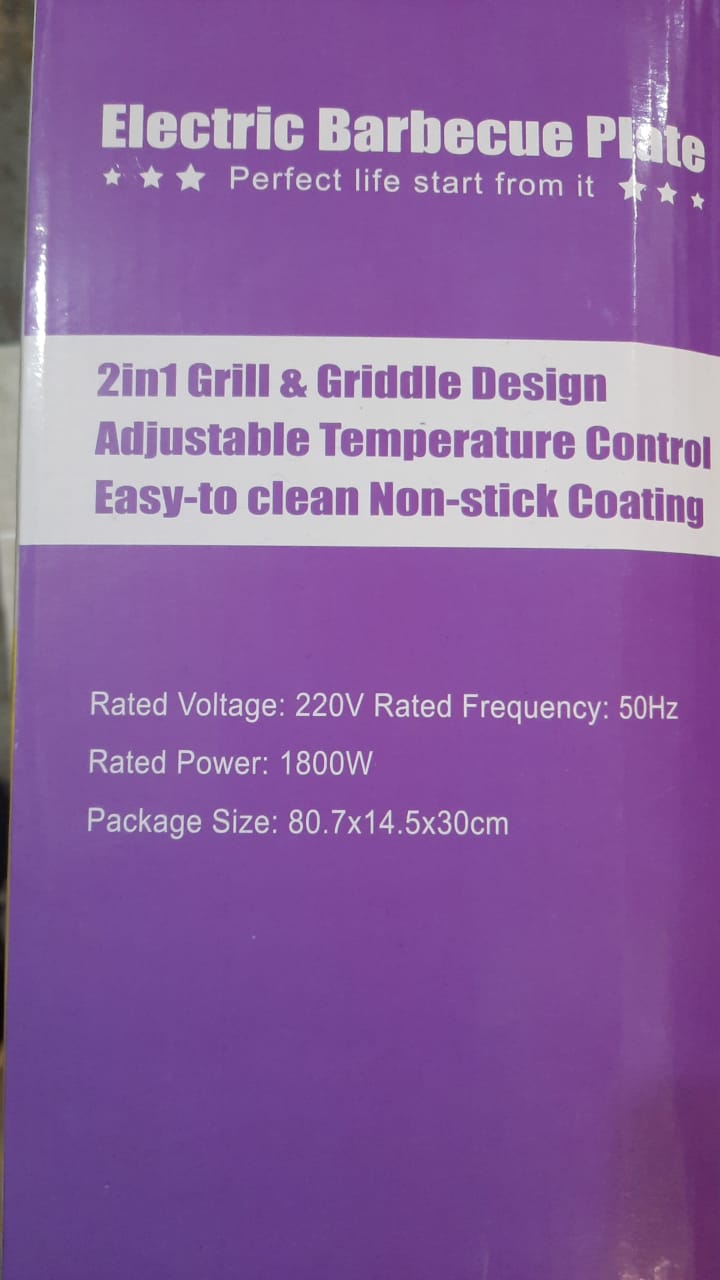 Electric Barbecue Plate
Perfect life start from it
2in1 Grill & Griddle Design
Adjustable Temperature Control
Easy-to clean Non-stick Coating
Rated Voltage: 220V Rated Frequency: 50Hz
Rated Power: 1800W
Package Size: 80.7x14.5x30cm